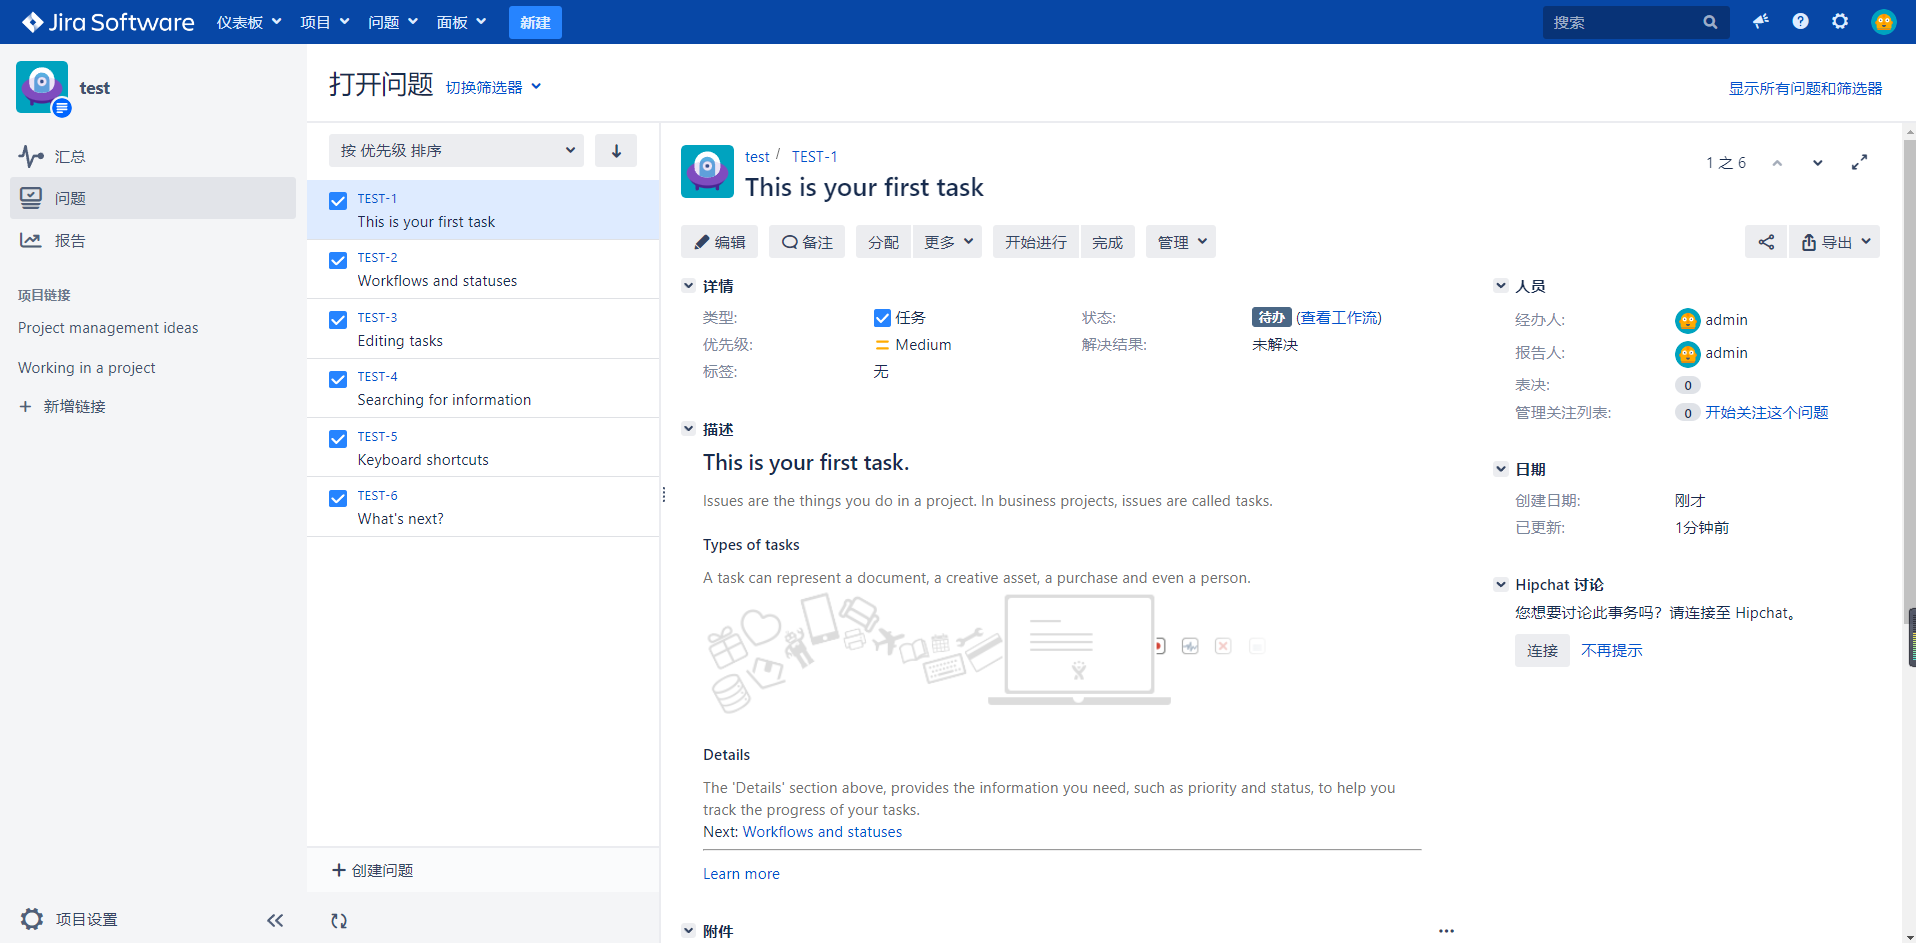 Jira Software 仪表板 项目 问题 面板 新建 搜索
test
汇总
问题
报告
项目链接
Project management ideas
Working in a project
新增链接
项目设置
打开问题 切换筛选器
显示所有问题和筛选器
按 优先级 排序
TEST-1
This is your first task
TEST-2
Workflows and statuses
TEST-3
Editing tasks
TEST-4
Searching for information
TEST-5
Keyboard shortcuts
TEST-6
What's next?
创建问题
test / TEST-1
This is your first task
1 之 6
编辑 备注 分配 更多 开始进行 完成 管理 导出
详情
类型: 任务 状态: 待办 (查看工作流)
优先级: Medium 解决结果: 未解决
标签: 无
描述
This is your first task.
Issues are the things you do in a project. In business projects, issues are called tasks.
Types of tasks
A task can represent a document, a creative asset, a purchase and even a person.
Details
The 'Details' section above, provides the information you need, such as priority and status, to help you
track the progress of your tasks.
Next: Workflows and statuses
Learn more
附件
人员
经办人: admin
报告人: admin
表决: 0
管理关注列表: 0 开始关注这个问题
日期
创建日期: 刚才
已更新: 1分钟前
Hipchat 讨论
您想要讨论此事务吗？请连接至 Hipchat。
连接 不再提示